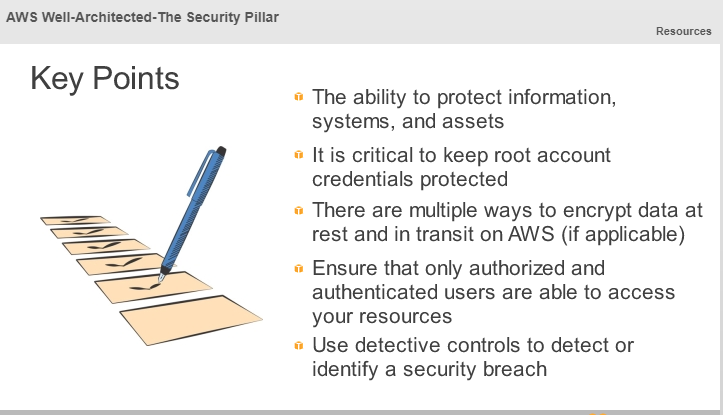 AWS Well-Architected-The Security Pillar
Resources
Key Points
The ability to protect information,
systems, and assets
It is critical to keep root account
credentials protected
There are multiple ways to encrypt data at
rest and in transit on AWS (if applicable)
Ensure that only authorized and
authenticated users are able to access
your resources
Use detective controls to detect or
identify a security breach